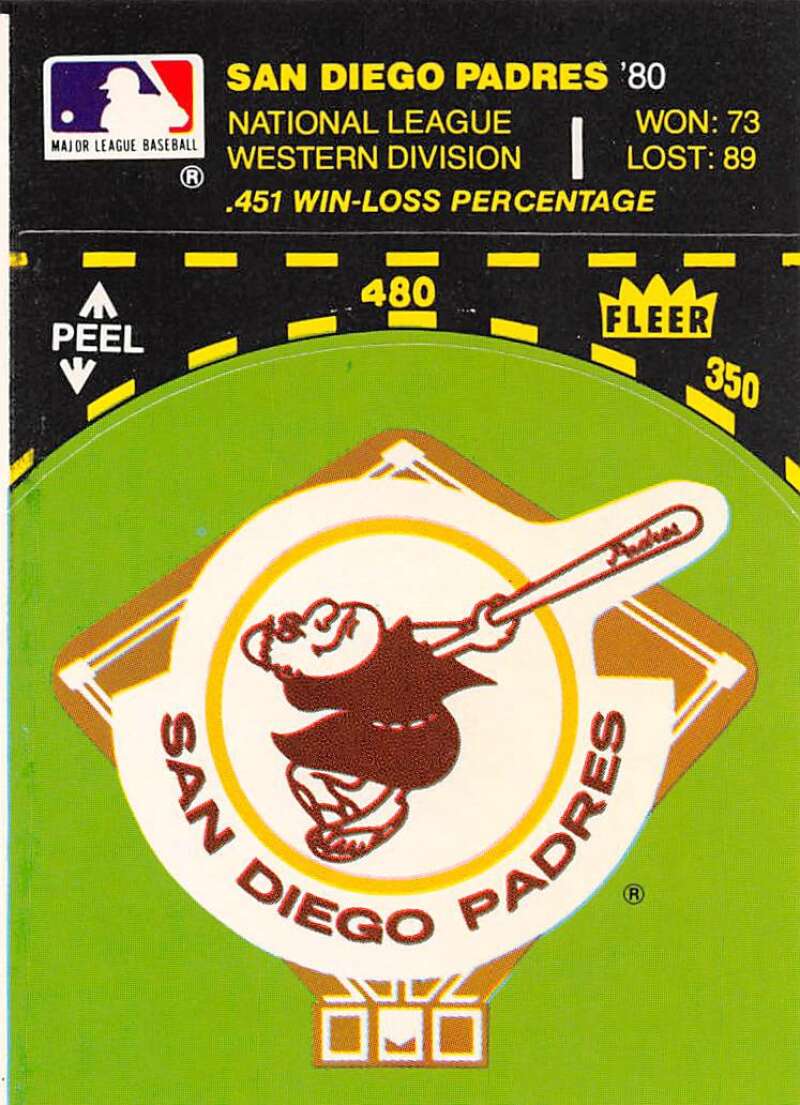 SAN DIEGO PADRES '80
NATIONAL LEAGUE
WESTERN DIVISION
WON: 73
LOST: 89
.451 WIN-LOSS PERCENTAGE
MAJOR LEAGUE BASEBALL
®
PEEL
480
FLEER
350
Padres
SAN DIEGO PADRES
®